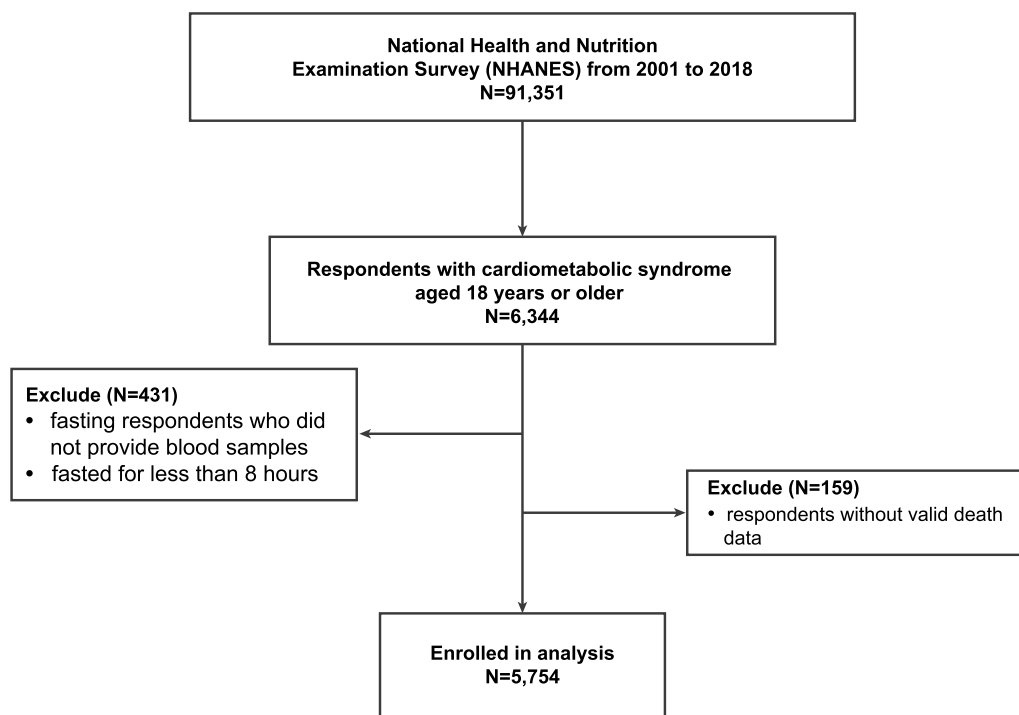 National Health and Nutrition
Examination Survey (NHANES) from 2001 to 2018
N=91,351
Respondents with cardiometabolic syndrome
aged 18 years or older
N=6,344
Exclude (N=431)
• fasting respondents who did
not provide blood samples
• fasted for less than 8 hours
Exclude (N=159)
• respondents without valid death
data
Enrolled in analysis
N=5,754